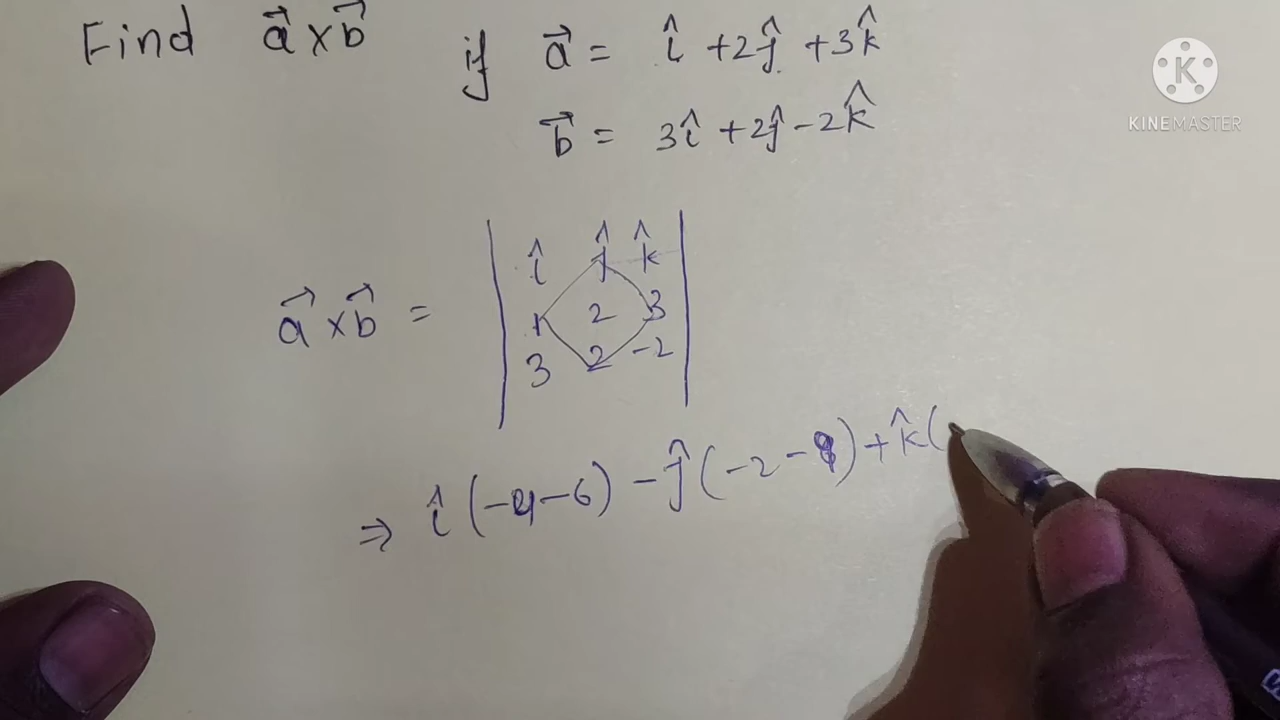 Find a⃗ × b⃗ if a⃗ = î + 2ĵ + 3k̂
b⃗ = 3î + 2ĵ - 2k̂
K
KINEMASTER
î ĵ k̂
a⃗ × b⃗ = 1 2 3
3 2 -2
⇒ î (-4-6) - ĵ (-2-9) + k̂ (